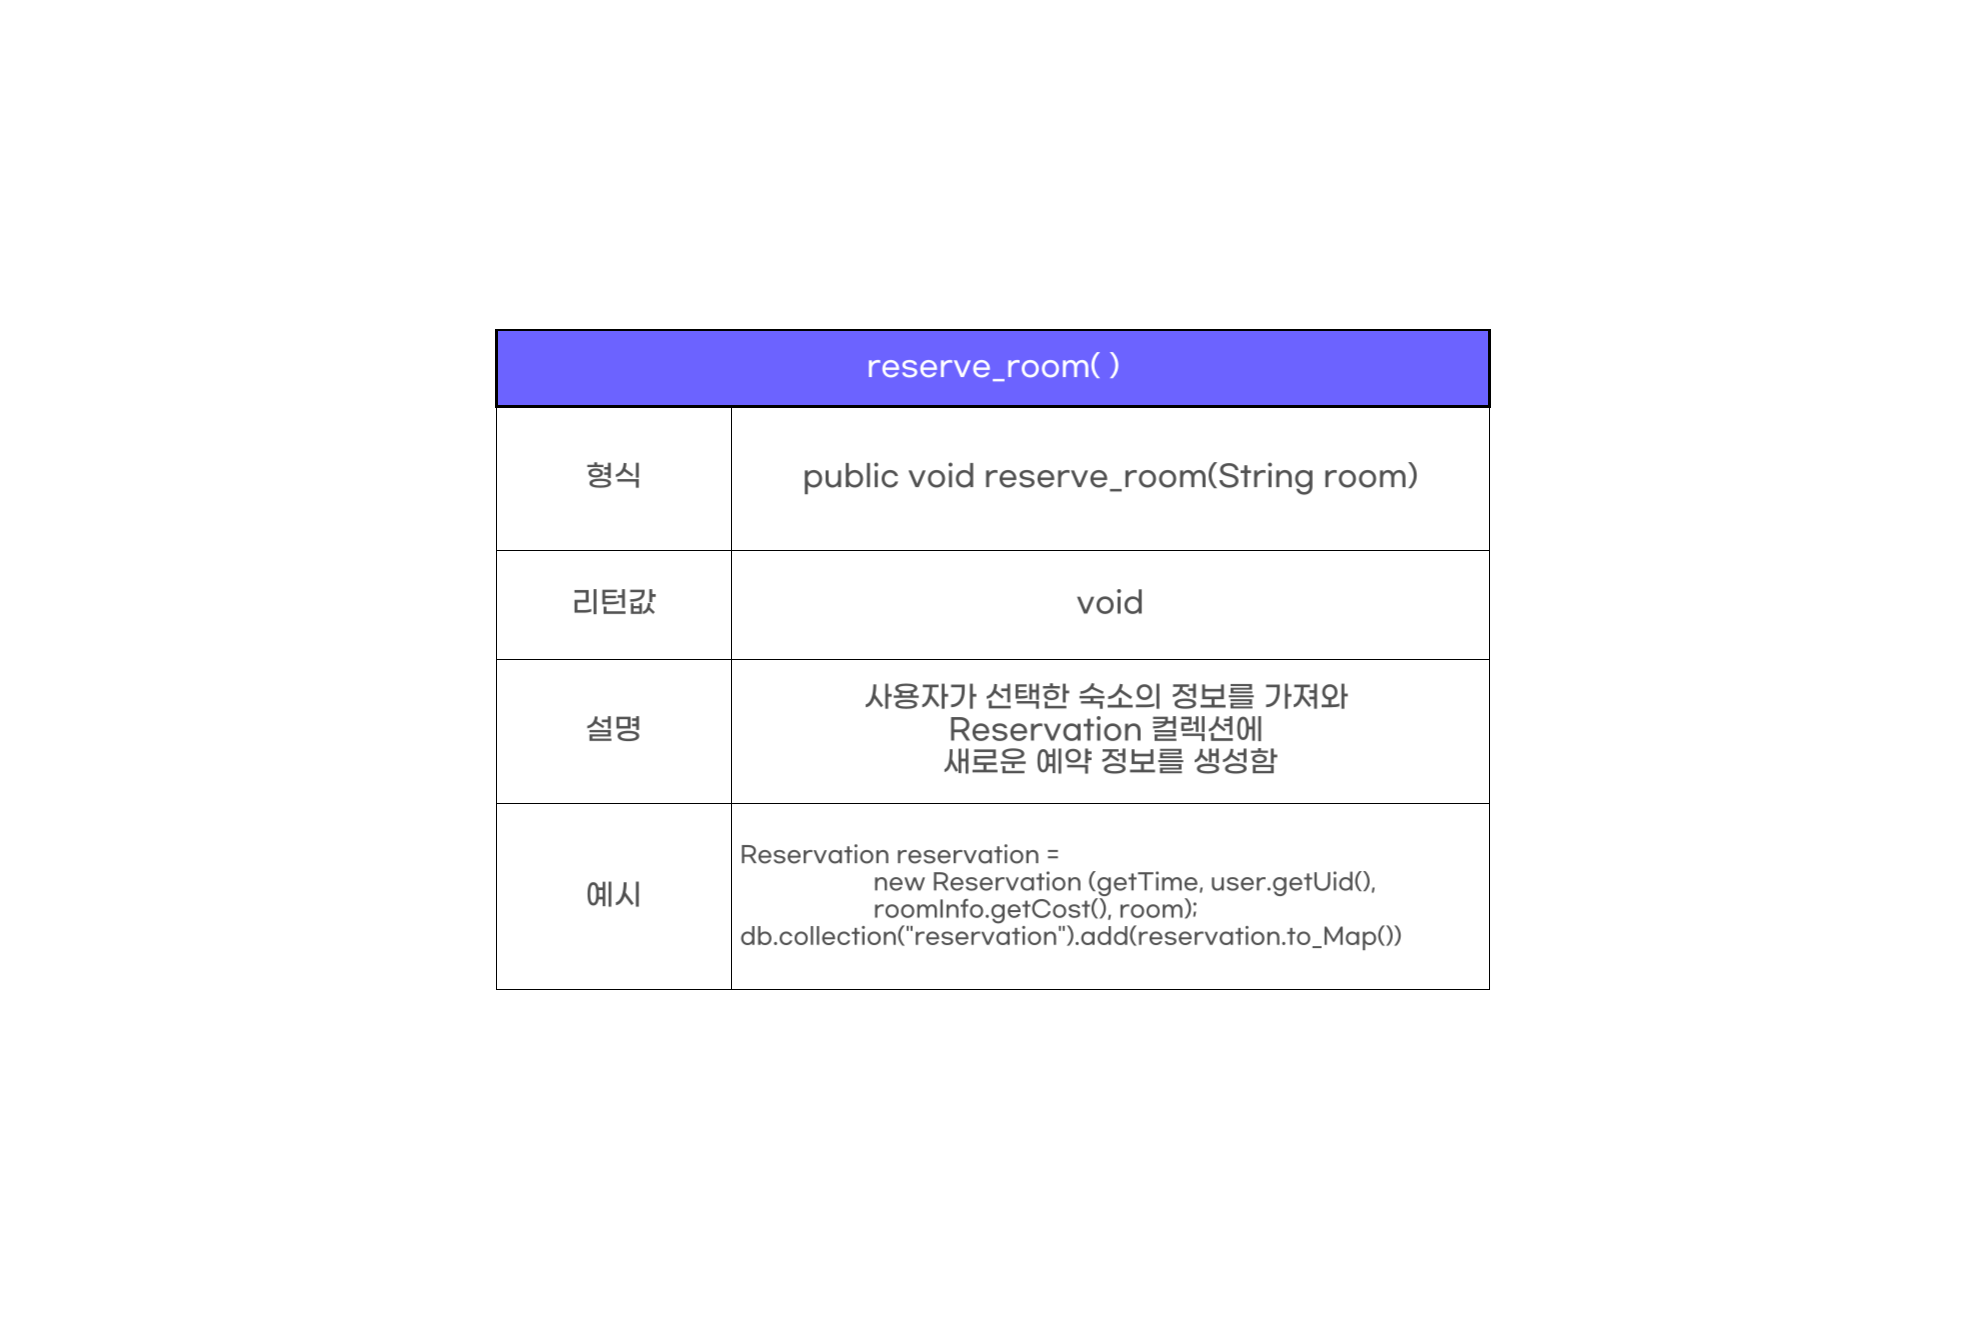 reserve_room( )
형식
public void reserve_room(String room)
리턴값
void
설명
사용자가 선택한 숙소의 정보를 가져와
Reservation 컬렉션에
새로운 예약 정보를 생성함
예시
Reservation reservation =
new Reservation (getTime, user.getUid(),
roomInfo.getCost(), room);
db.collection("reservation").add(reservation.to_Map())